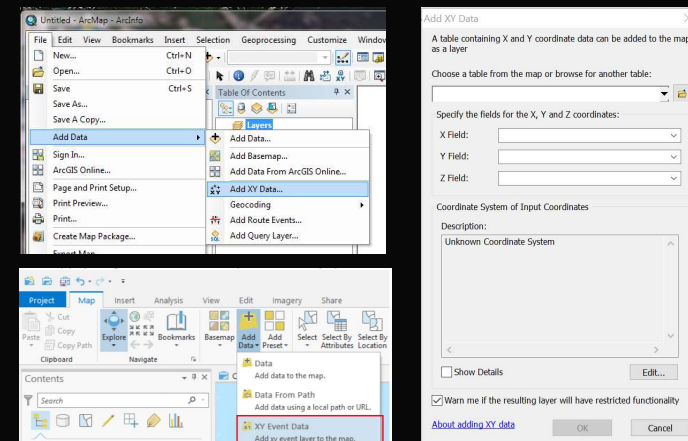 Untitled - ArcMap - ArcInfo
File Edit View Bookmarks Insert Selection Geoprocessing Customize Window
New... Ctrl+N
Open... Ctrl+O
Save Ctrl+S
Save As...
Save A Copy...
Add Data
Sign In...
ArcGIS Online...
Page and Print Setup...
Print Preview...
Print...
Create Map Package...
Export Map
Table Of Contents
Layers
Add Data...
Add Basemap...
Add Data From ArcGIS Online...
Add XY Data...
Geocoding
Add Route Events...
Add Query Layer...
Project Map Insert Analysis View Edit Imagery Share
Cut
Copy
Copy Path
Paste
Clipboard
Explore
Bookmarks
Navigate
Basemap
Add
Data
Add
Preset
Select
Select By
Attributes
Select By
Location
Contents
Search
Data
Add data to the map.
Data From Path
Add data using a local path or URL.
XY Event Data
Add xy event layer to the map.
Add XY Data
A table containing X and Y coordinate data can be added to the map
as a layer
Choose a table from the map or browse for another table:
Specify the fields for the X, Y and Z coordinates:
X Field:
Y Field:
Z Field:
Coordinate System of Input Coordinates
Description:
Unknown Coordinate System
Show Details
Edit...
Warn me if the resulting layer will have restricted functionality
About adding XY data
OK
Cancel